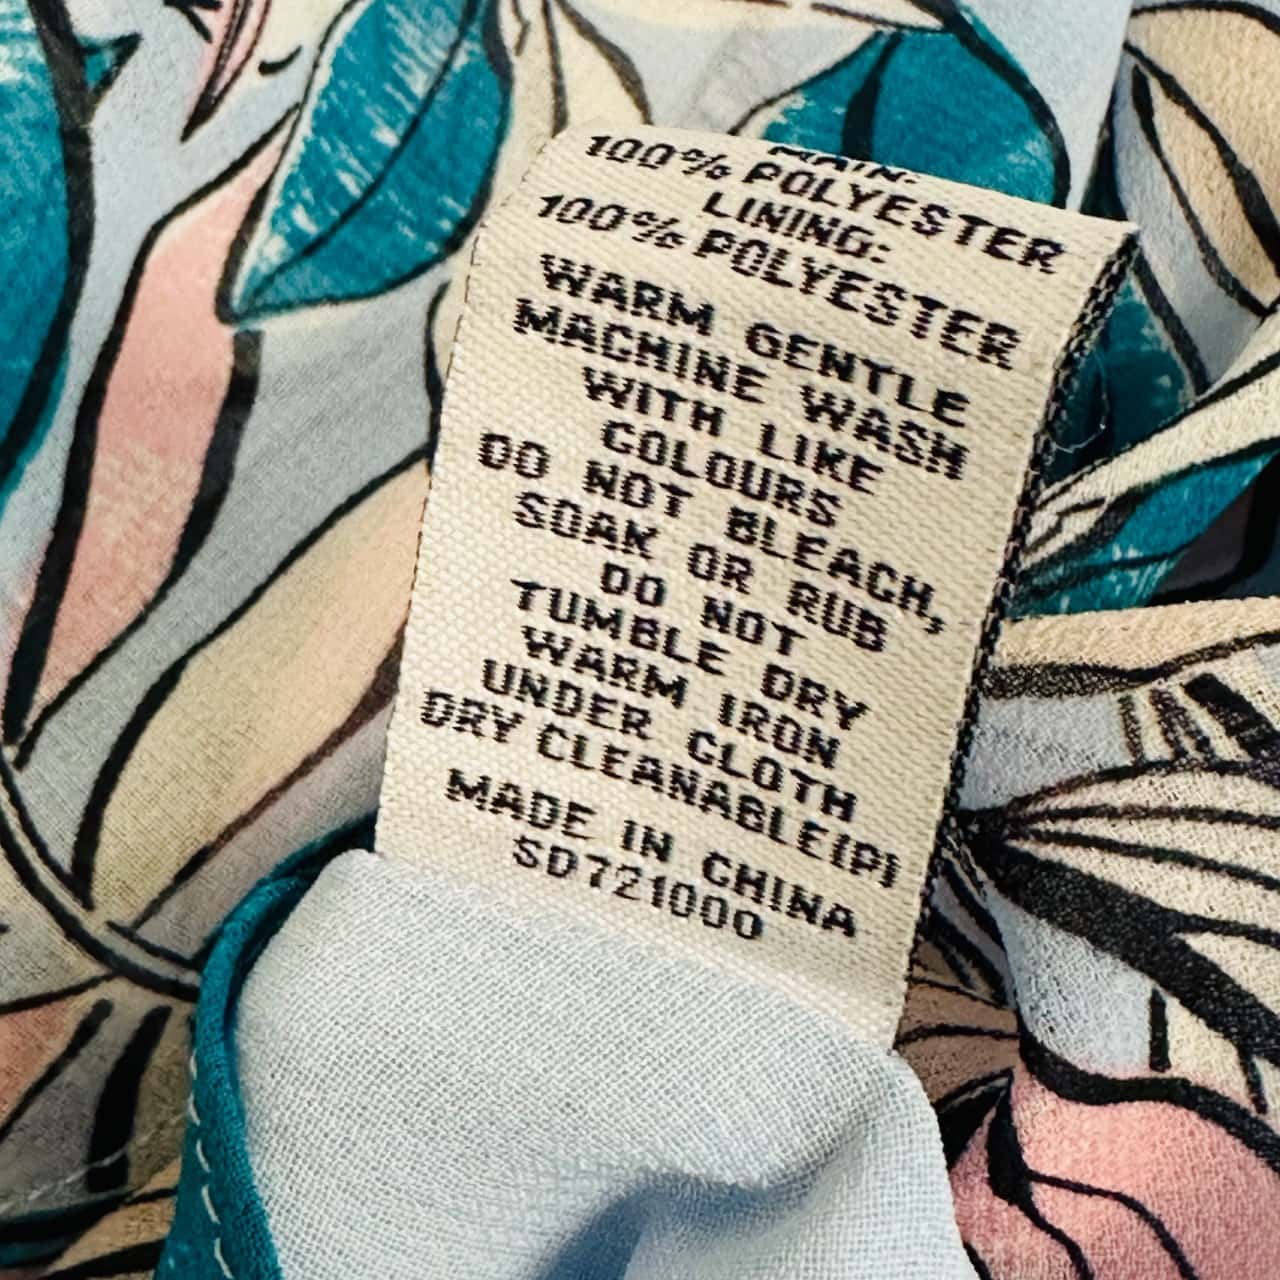 MAIN:
100% POLYESTER
LINING:
100% POLYESTER
WARM GENTLE
MACHINE WASH
WITH LIKE
COLOURS
DO NOT BLEACH,
SOAK OR RUB
DO NOT
TUMBLE DRY
WARM IRON
UNDER CLOTH
DRY CLEANABLE(P)
MADE IN CHINA
SD721000